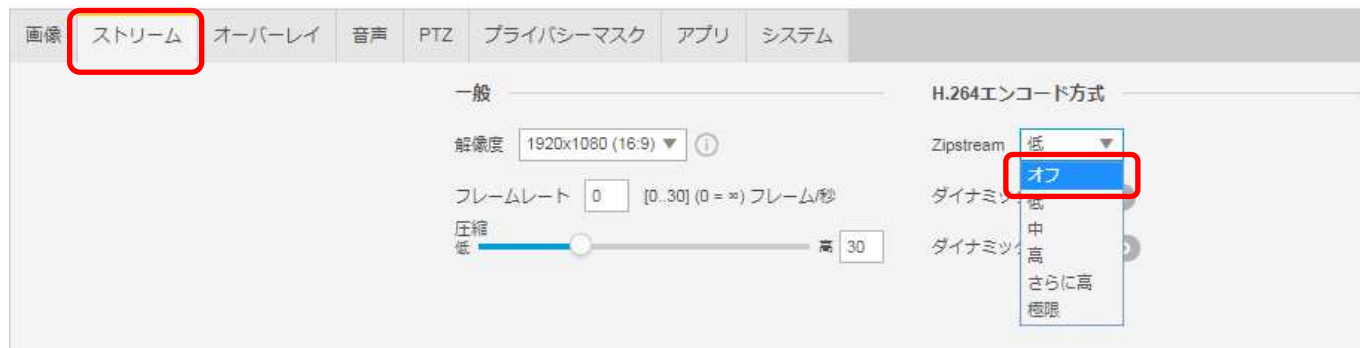 画像 ストリーム オーバーレイ 音声 PTZ プライバシーマスク アプリ システム
一般
解像度 1920x1080 (16:9)
フレームレート 0 [0..30] (0 = ∞) フレーム/秒
圧縮
低 高 30
H.264エンコード方式
Zipstream 低
オフ
ダイナミッ 低
中
ダイナミッ
高
さらに高
極限